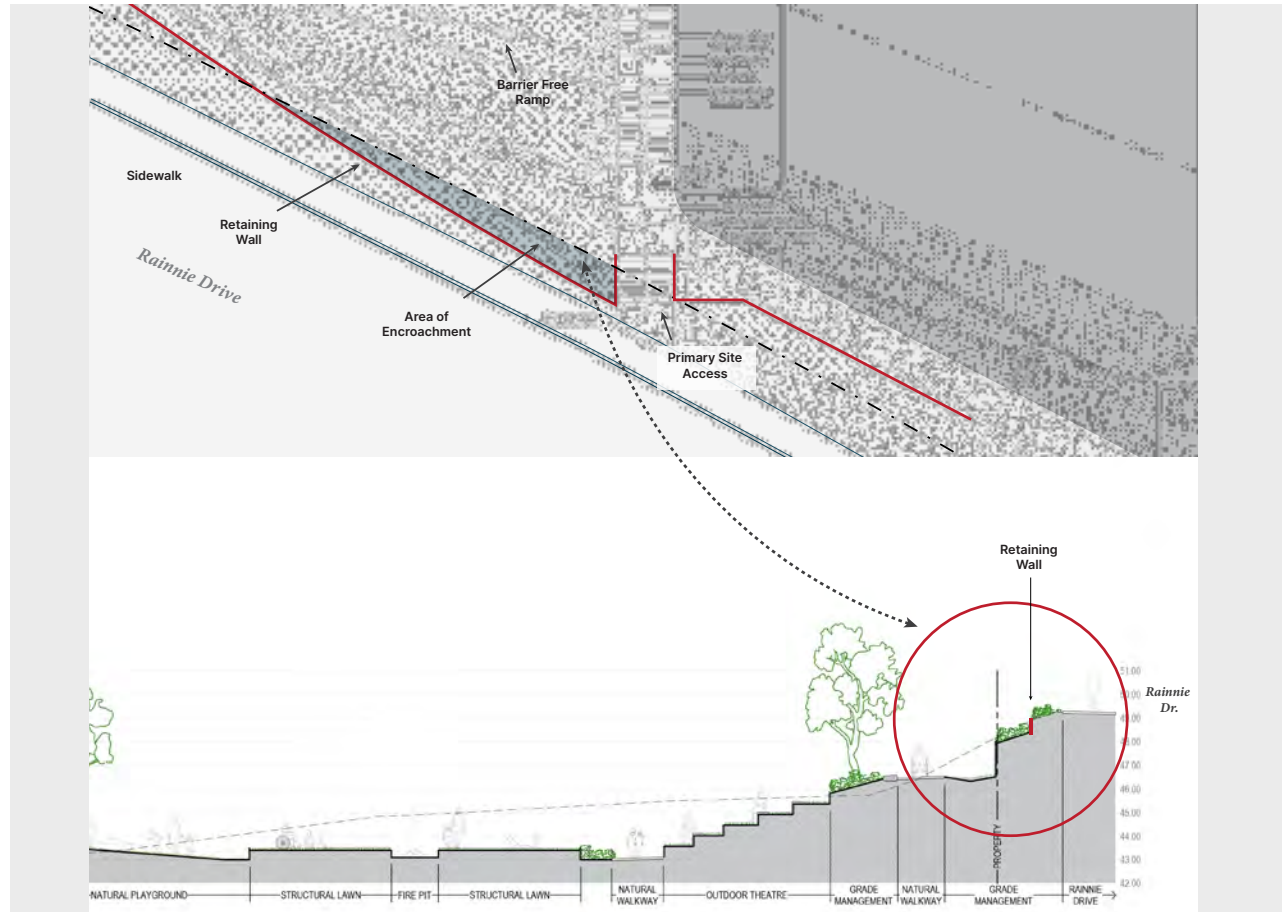 Barrier Free
Ramp
Sidewalk
Retaining
Wall
Rainnie Drive
Area of
Encroachment
Primary Site
Access
Retaining
Wall
51.00
50.00
49.00
48.00
47.00
46.00
45.00
44.00
43.00
42.00
Rainnie
Dr.
PROPERTY
NATURAL PLAYGROUND
STRUCTURAL LAWN
FIRE PIT
STRUCTURAL LAWN
NATURAL
WALKWAY
OUTDOOR THEATRE
GRADE
MANAGEMENT
NATURAL
WALKWAY
GRADE
MANAGEMENT
RAINNIE
DRIVE